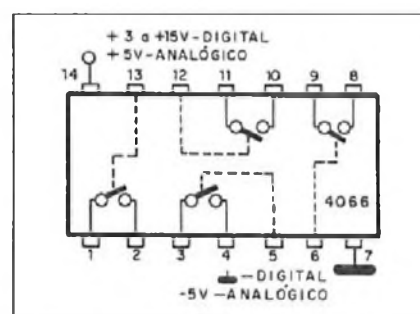 + 3 a +15V-DIGITAL
+ 5V-ANALÓGICO
14 13 12 11 10 9 8
4066
1 2 3 4 5 6 7
-DIGITAL
-5V-ANALÓGICO